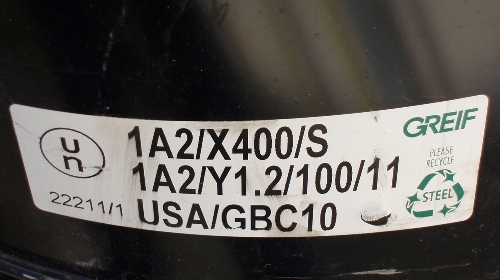 un
1A2/X400/S
1A2/Y1.2/100/11
22211/1 USA/GBC10
GREIF
PLEASE
RECYCLE
STEEL